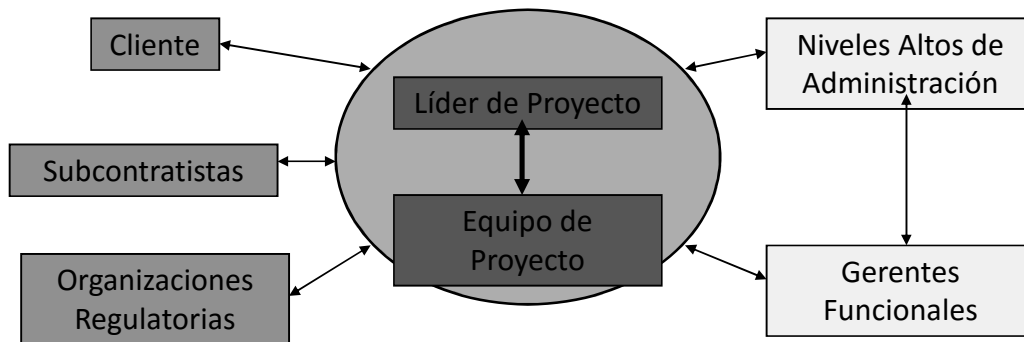 Cliente
Líder de Proyecto
Niveles Altos de
Administración
Subcontratistas
Equipo de
Proyecto
Organizaciones
Regulatorias
Gerentes
Funcionales